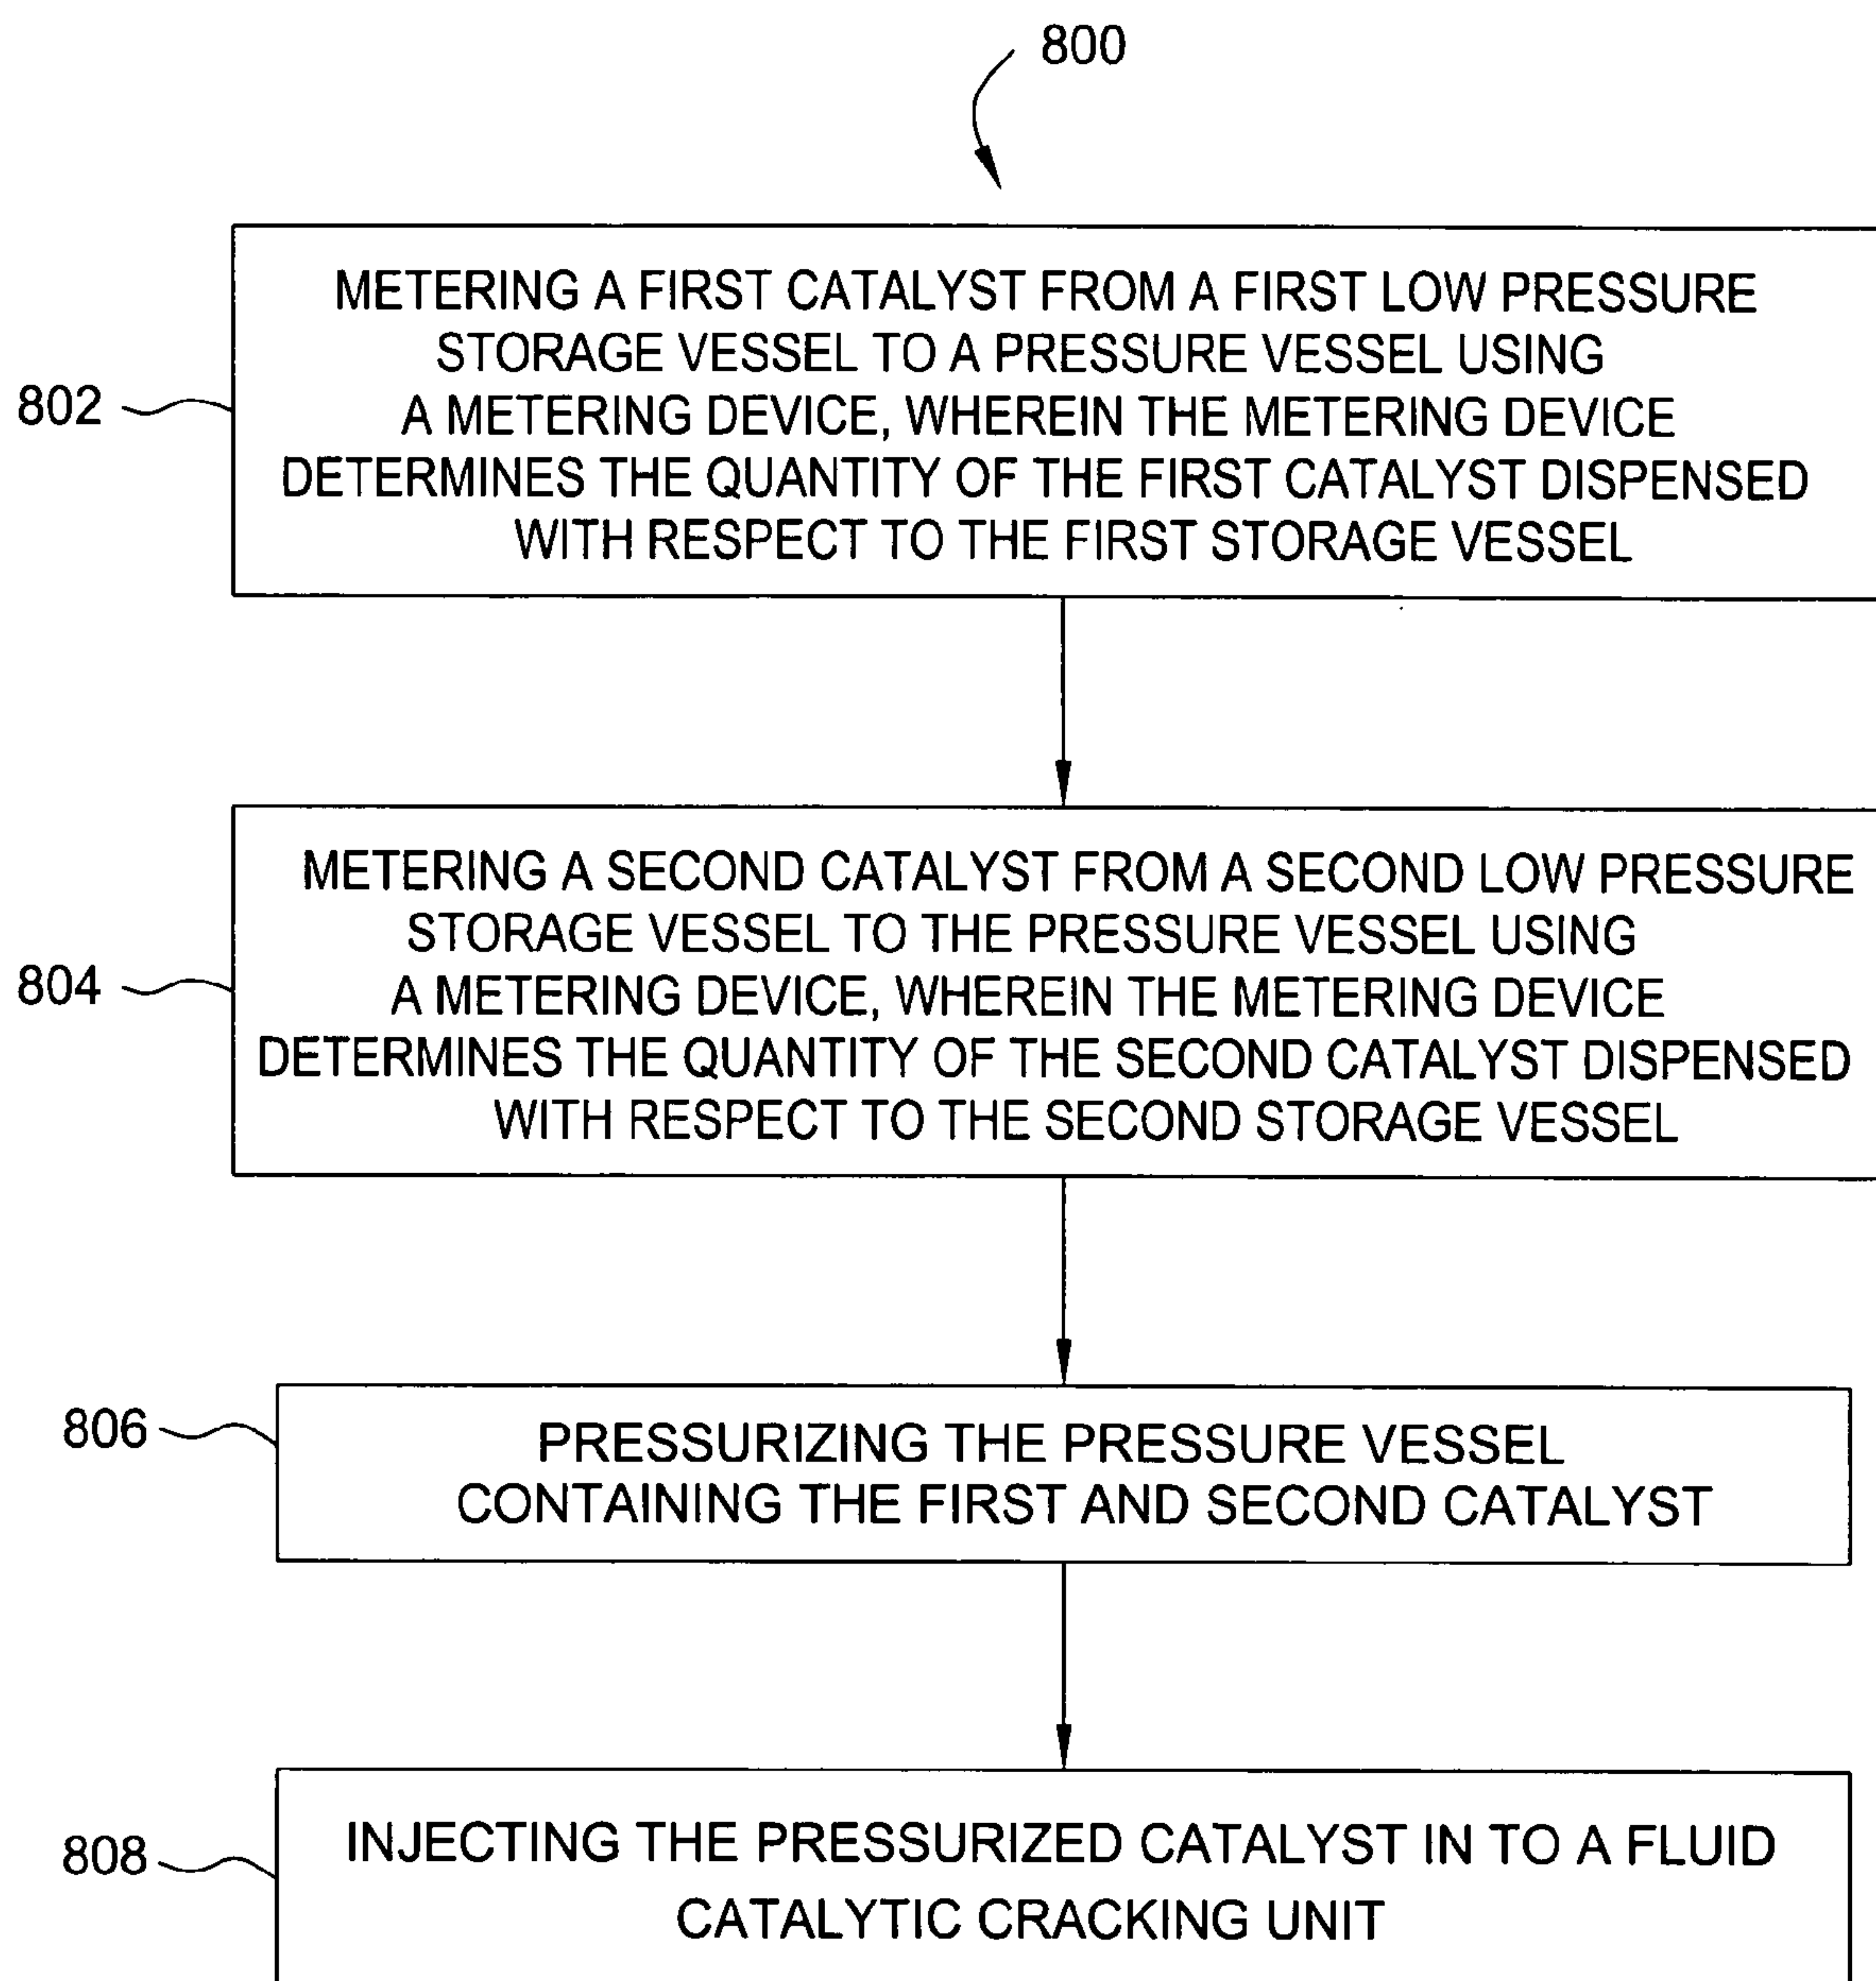 800
802
METERING A FIRST CATALYST FROM A FIRST LOW PRESSURE
STORAGE VESSEL TO A PRESSURE VESSEL USING
A METERING DEVICE, WHEREIN THE METERING DEVICE
DETERMINES THE QUANTITY OF THE FIRST CATALYST DISPENSED
WITH RESPECT TO THE FIRST STORAGE VESSEL
804
METERING A SECOND CATALYST FROM A SECOND LOW PRESSURE
STORAGE VESSEL TO THE PRESSURE VESSEL USING
A METERING DEVICE, WHEREIN THE METERING DEVICE
DETERMINES THE QUANTITY OF THE SECOND CATALYST DISPENSED
WITH RESPECT TO THE SECOND STORAGE VESSEL
806
PRESSURIZING THE PRESSURE VESSEL
CONTAINING THE FIRST AND SECOND CATALYST
808
INJECTING THE PRESSURIZED CATALYST IN TO A FLUID
CATALYTIC CRACKING UNIT